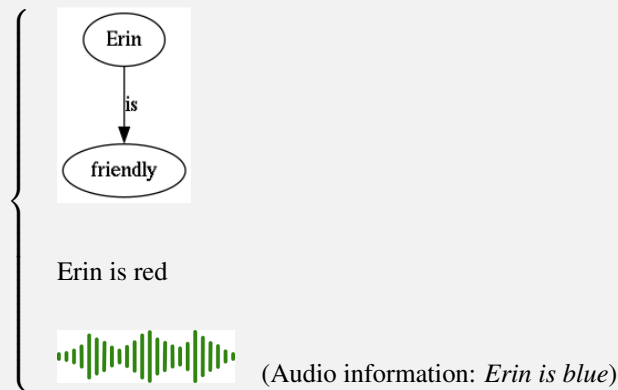 Erin
is
friendly
Erin is red
(Audio information: Erin is blue)